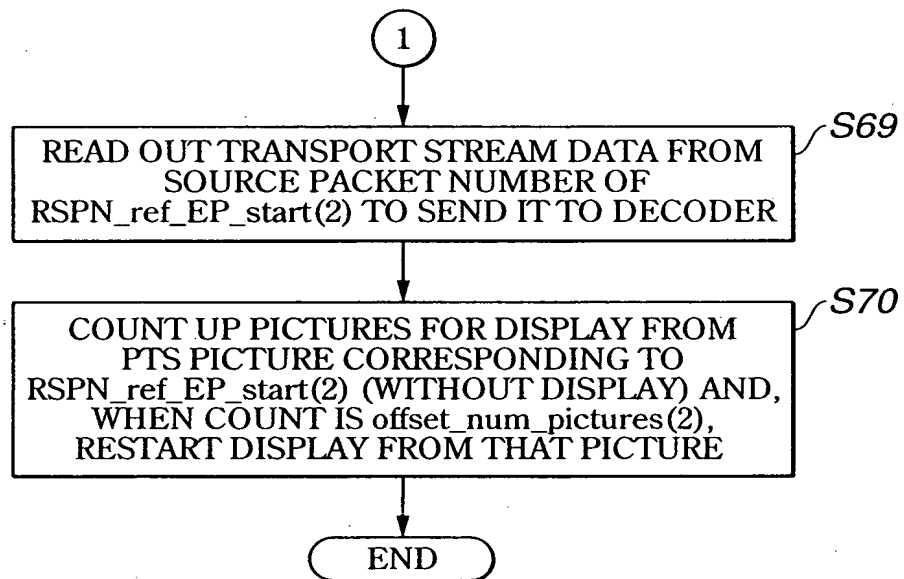 1
S69
READ OUT TRANSPORT STREAM DATA FROM
SOURCE PACKET NUMBER OF
RSPN_ref_EP_start(2) TO SEND IT TO DECODER
S70
COUNT UP PICTURES FOR DISPLAY FROM
PTS PICTURE CORRESPONDING TO
RSPN_ref_EP_start(2) (WITHOUT DISPLAY) AND,
WHEN COUNT IS offset_num_pictures(2),
RESTART DISPLAY FROM THAT PICTURE
END